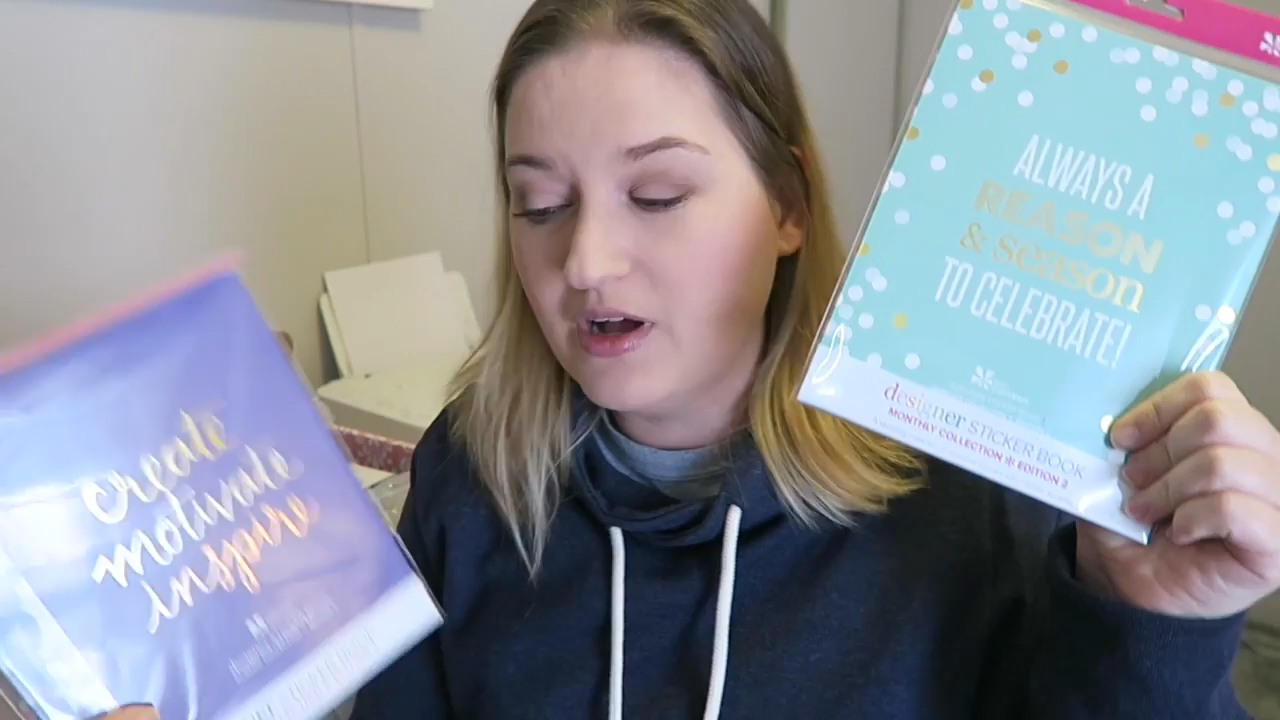 create
motivate
inspire
ALWAYS A
REASON
& season
TO CELEBRATE!
designer STICKER BOOK
MONTHLY COLLECTION ✻ EDITION 2